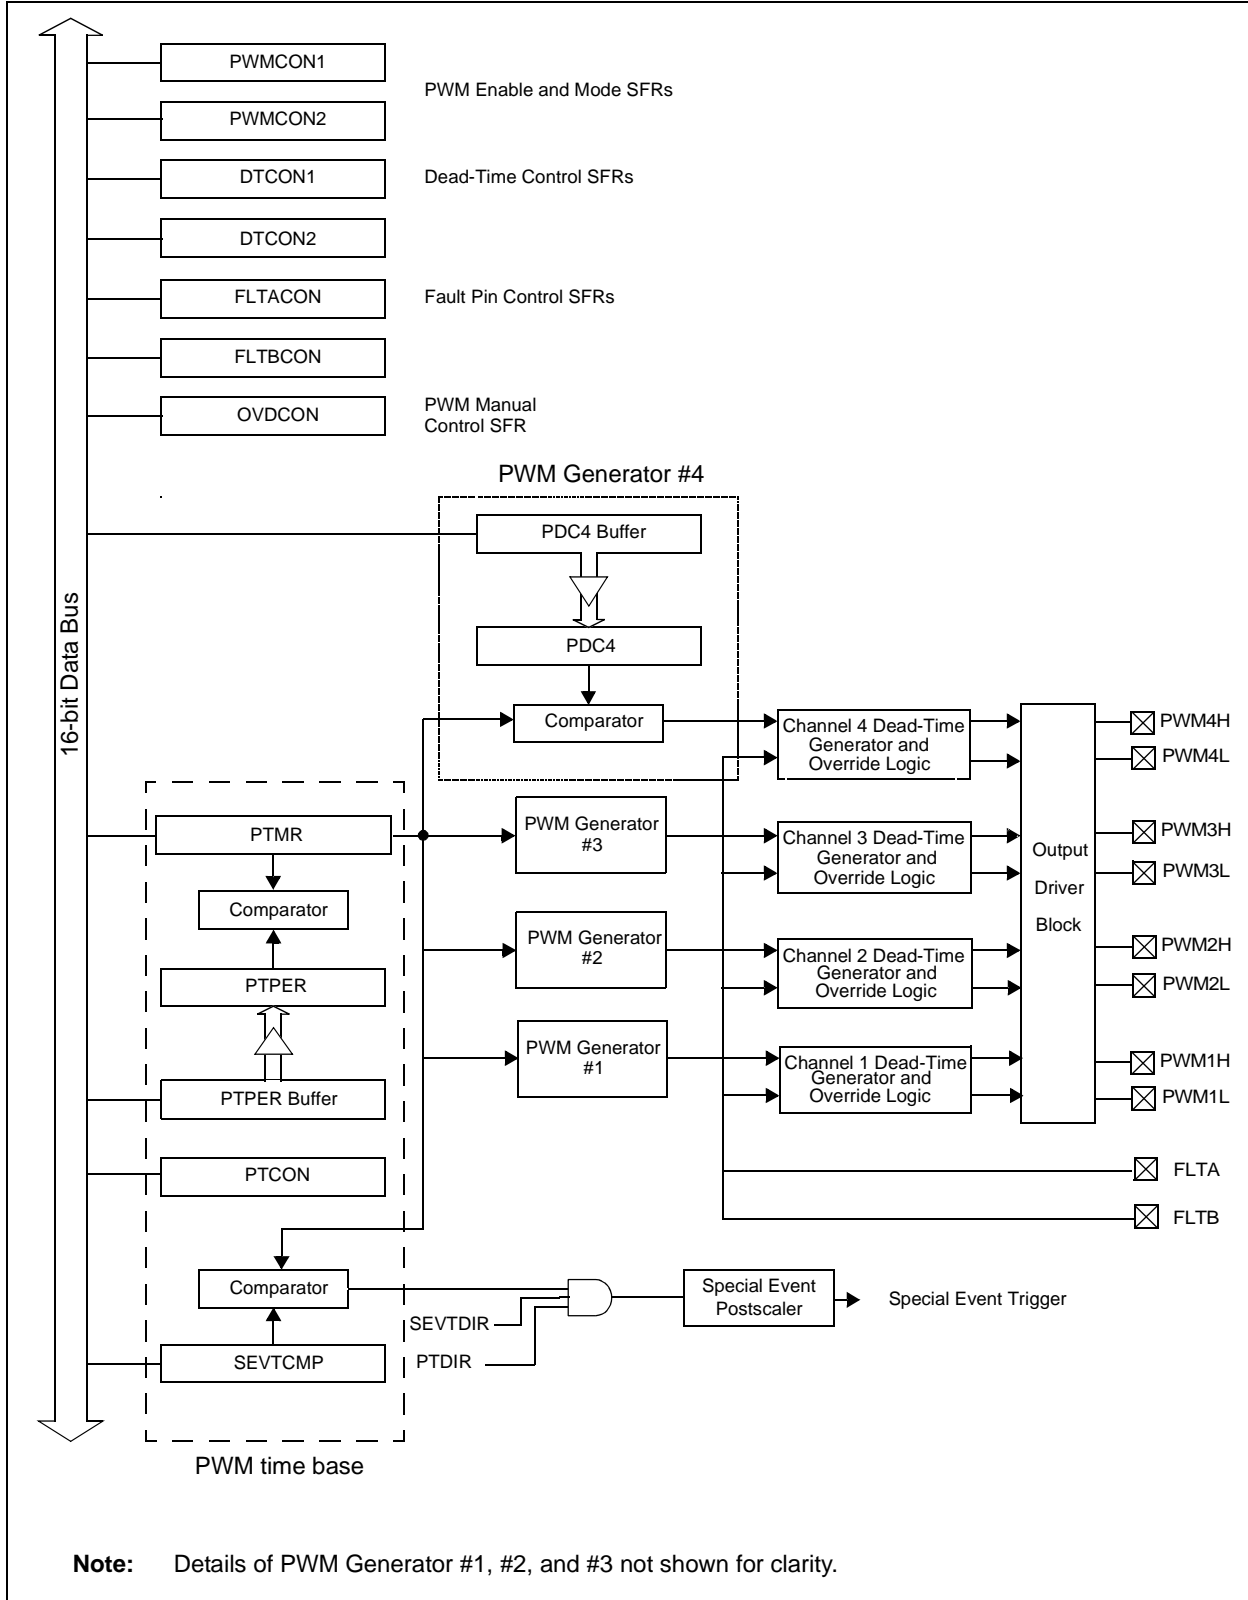 PWMCON1
PWM Enable and Mode SFRs
PWMCON2
DTCON1
Dead-Time Control SFRs
DTCON2
FLTACON
Fault Pin Control SFRs
FLTBCON
OVDCON
PWM Manual
Control SFR
PWM Generator #4
PDC4 Buffer
16-bit Data Bus
PDC4
Comparator
Channel 4 Dead-Time
Generator and
Override Logic
PWM4H
PWM4L
PTMR
PWM Generator
#3
Channel 3 Dead-Time
Generator and
Override Logic
PWM3H
PWM3L
Output
Driver
Block
Comparator
PWM Generator
#2
Channel 2 Dead-Time
Generator and
Override Logic
PWM2H
PWM2L
PTPER
PWM Generator
#1
Channel 1 Dead-Time
Generator and
Override Logic
PWM1H
PWM1L
PTPER Buffer
PTCON
FLTA
FLTB
Comparator
SEVTDIR
PTDIR
Special Event
Postscaler
Special Event Trigger
SEVTCMP
PWM time base
Note: Details of PWM Generator #1, #2, and #3 not shown for clarity.